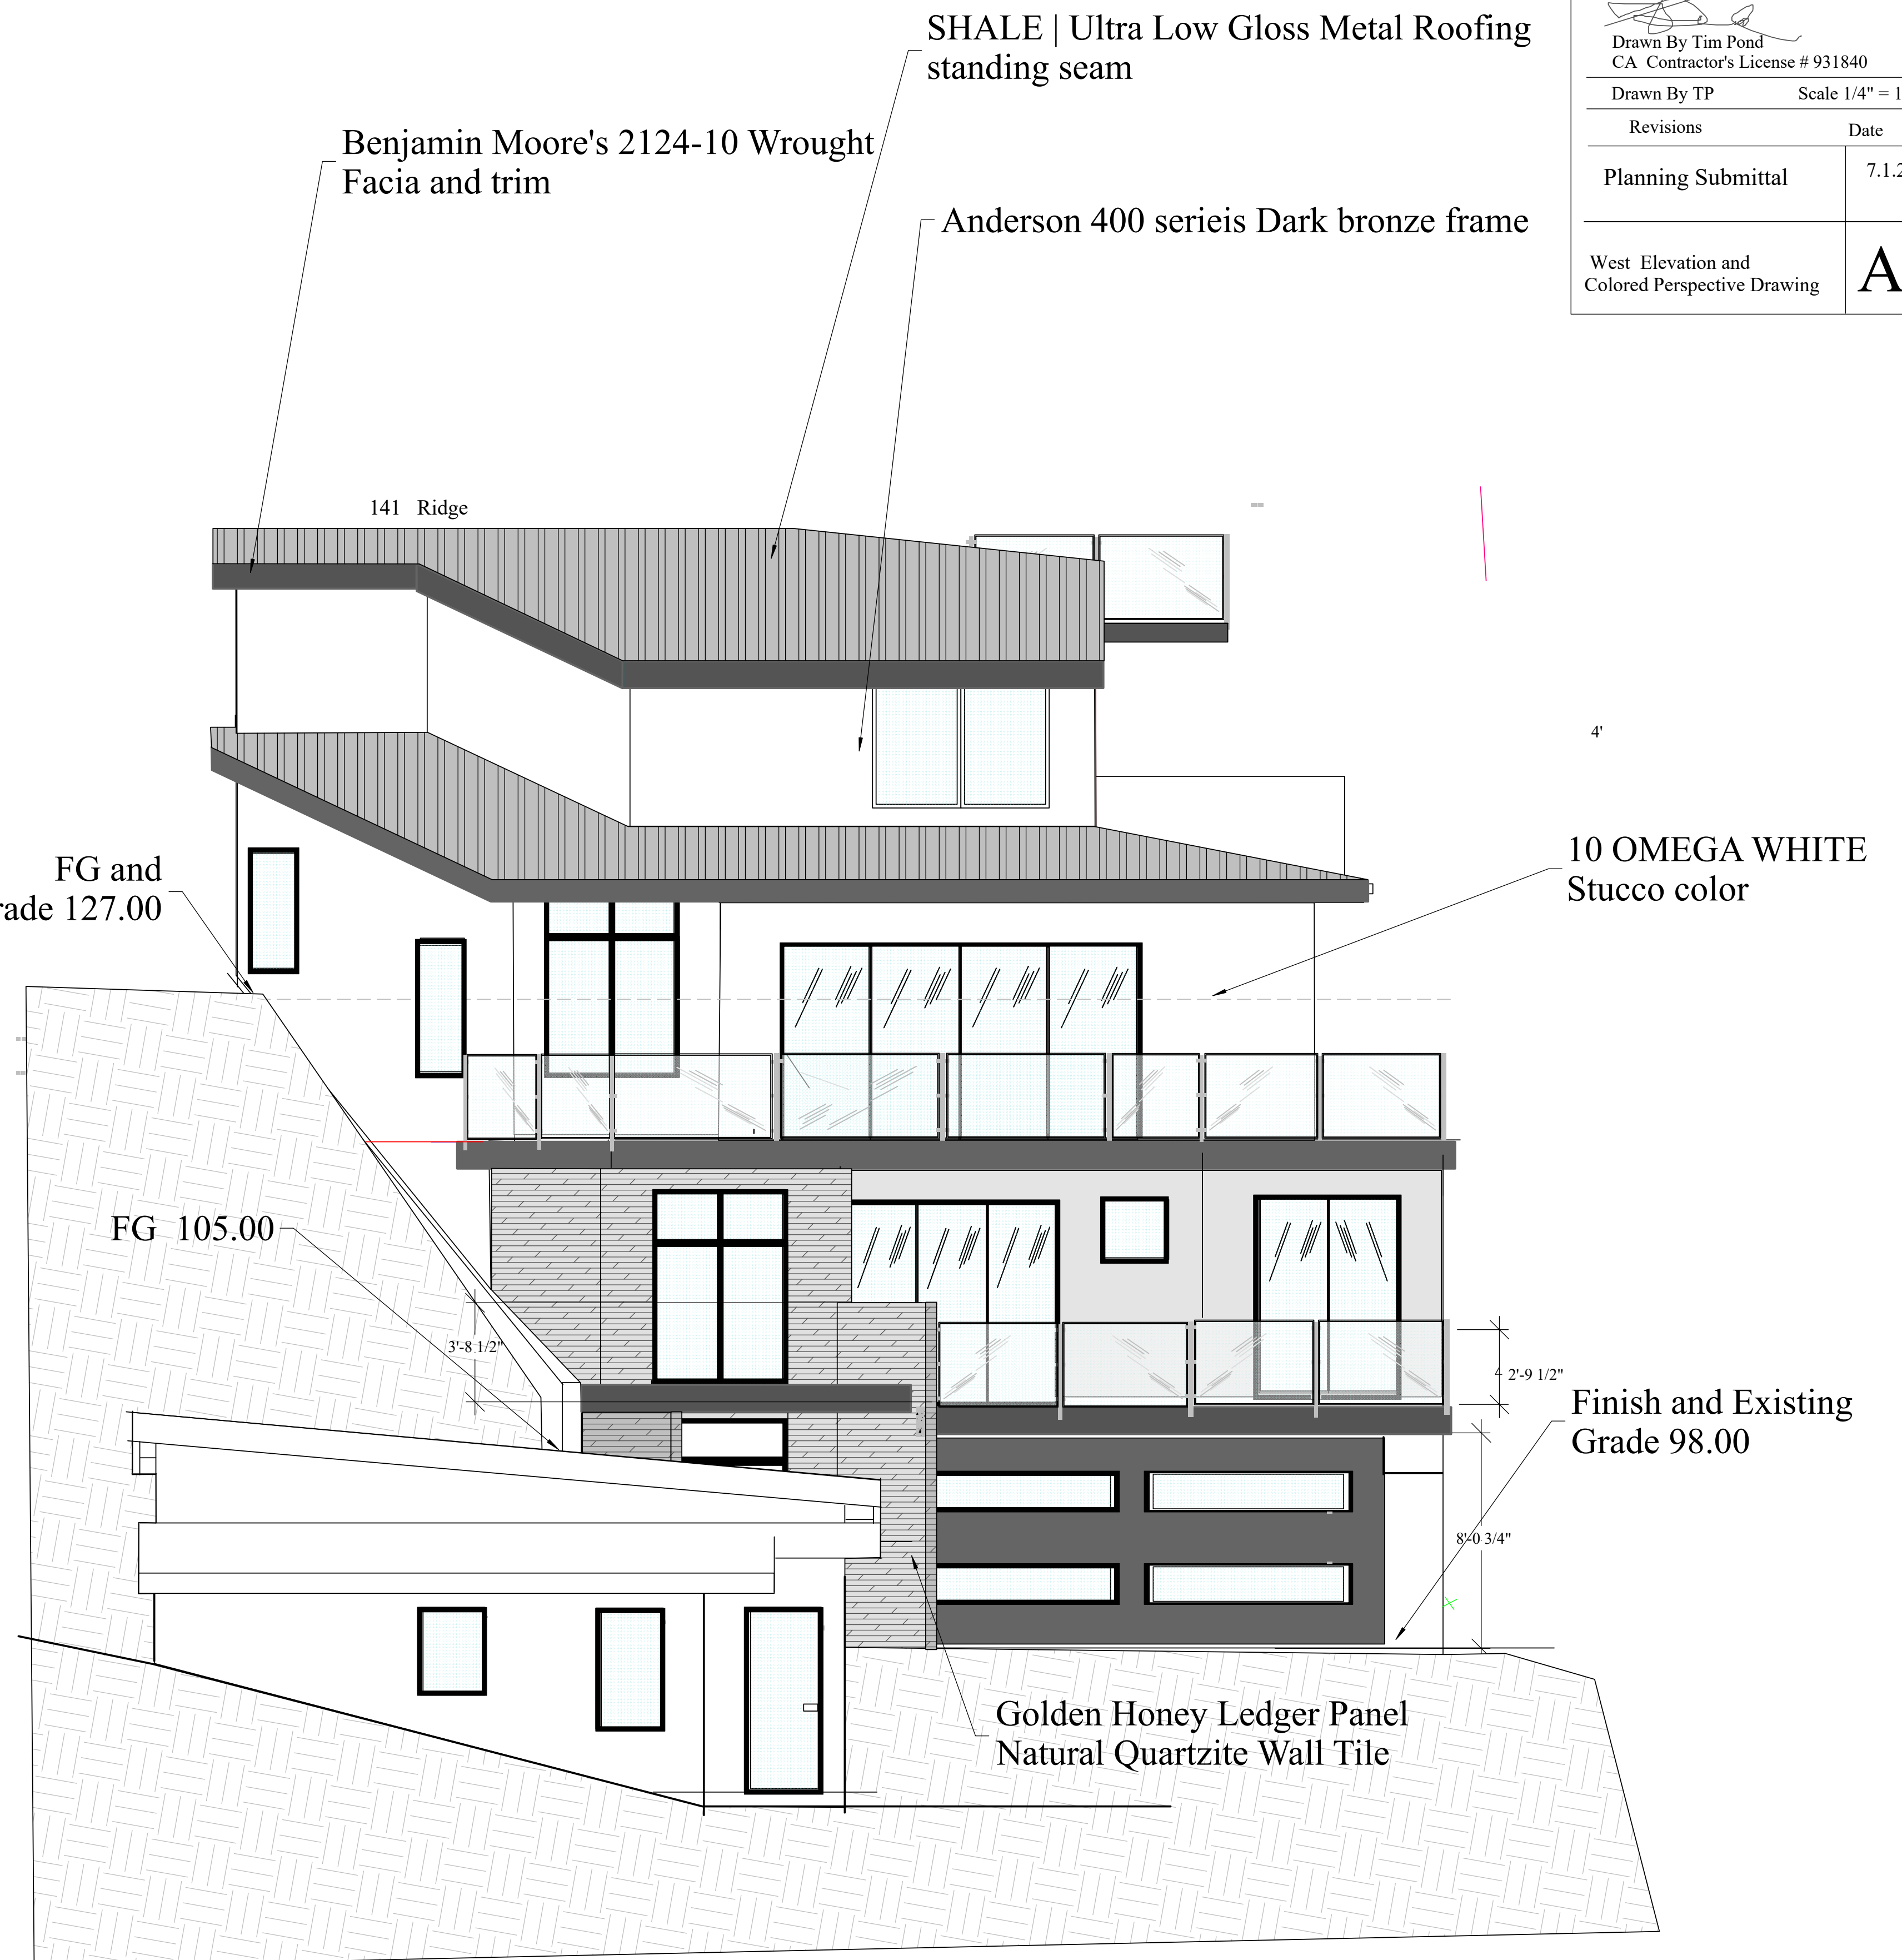 SHALE | Ultra Low Gloss Metal Roofing
standing seam
Drawn By Tim Pond
CA Contractor's License # 931840
Drawn By TP Scale 1/4" = 1
Revisions Date
Planning Submittal 7.1.2
West Elevation and
Colored Perspective Drawing
A
Benjamin Moore's 2124-10 Wrought
Facia and trim
Anderson 400 serieis Dark bronze frame
141 Ridge
4'
10 OMEGA WHITE
Stucco color
FG and
rade 127.00
FG 105.00
3'-8 1/2"
2'-9 1/2"
Finish and Existing
Grade 98.00
8'-0 3/4"
Golden Honey Ledger Panel
Natural Quartzite Wall Tile